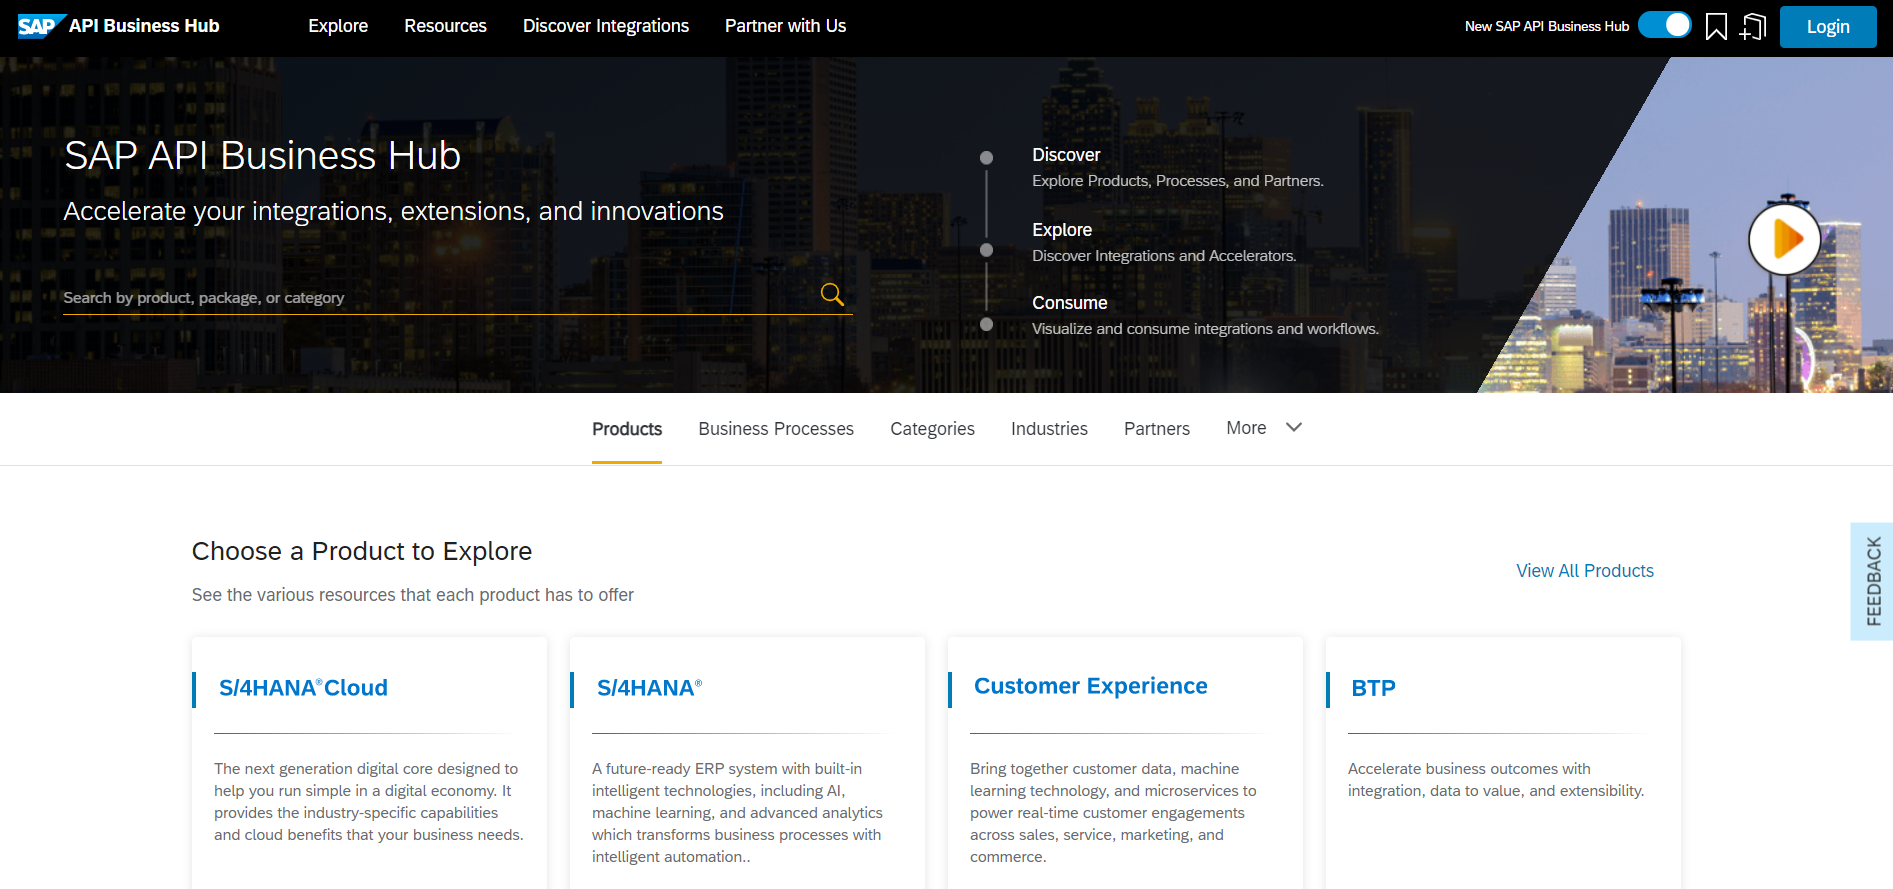 SAP API Business Hub
Explore
Resources
Discover Integrations
Partner with Us
New SAP API Business Hub
Login
SAP API Business Hub
Accelerate your integrations, extensions, and innovations
Search by product, package, or category
Discover
Explore Products, Processes, and Partners.
Explore
Discover Integrations and Accelerators.
Consume
Visualize and consume integrations and workflows.
Products
Business Processes
Categories
Industries
Partners
More
Choose a Product to Explore
See the various resources that each product has to offer
View All Products
FEEDBACK
S/4HANA® Cloud
The next generation digital core designed to
help you run simple in a digital economy. It
provides the industry-specific capabilities
and cloud benefits that your business needs.
S/4HANA®
A future-ready ERP system with built-in
intelligent technologies, including AI,
machine learning, and advanced analytics
which transforms business processes with
intelligent automation..
Customer Experience
Bring together customer data, machine
learning technology, and microservices to
power real-time customer engagements
across sales, service, marketing, and
commerce.
BTP
Accelerate business outcomes with
integration, data to value, and extensibility.